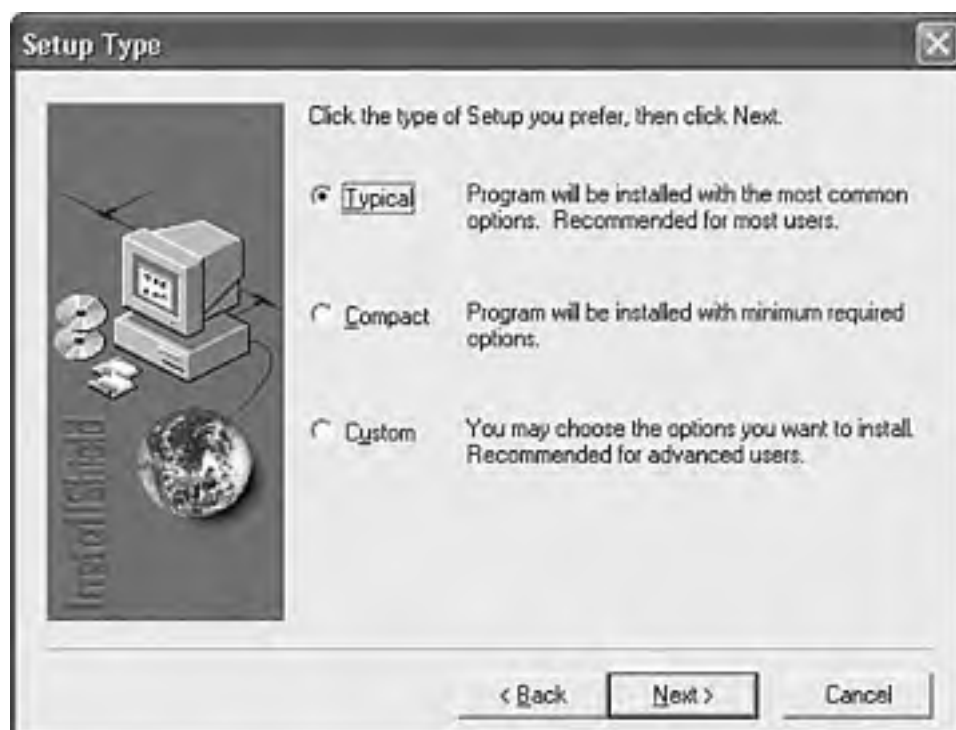 Setup Type
Click the type of Setup you prefer, then click Next.
Typical
Program will be installed with the most common
options. Recommended for most users.
Compact
Program will be installed with minimum required
options.
Custom
You may choose the options you want to install.
Recommended for advanced users.
InstallShield
< Back
Next >
Cancel